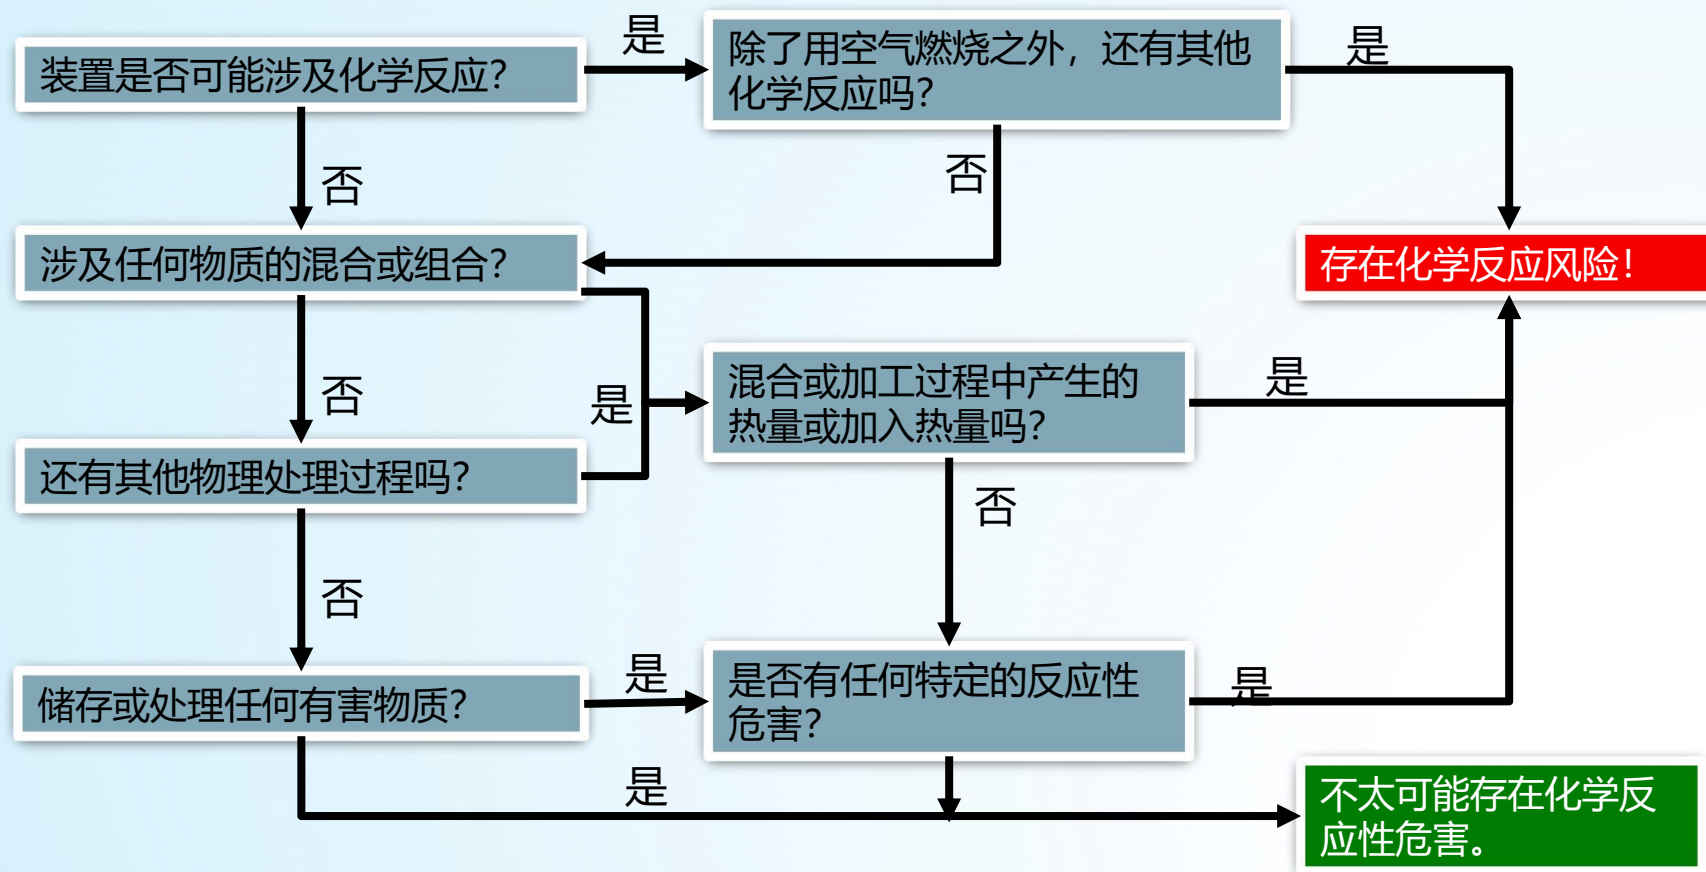 装置是否可能涉及化学反应?
是
除了用空气燃烧之外，还有其他
化学反应吗?
是
否
否
涉及任何物质的混合或组合?
存在化学反应风险!
否
是
混合或加工过程中产生的
热量或加入热量吗?
是
还有其他物理处理过程吗?
否
否
储存或处理任何有害物质?
是
是否有任何特定的反应性
危害?
是
是
不太可能存在化学反
应性危害。